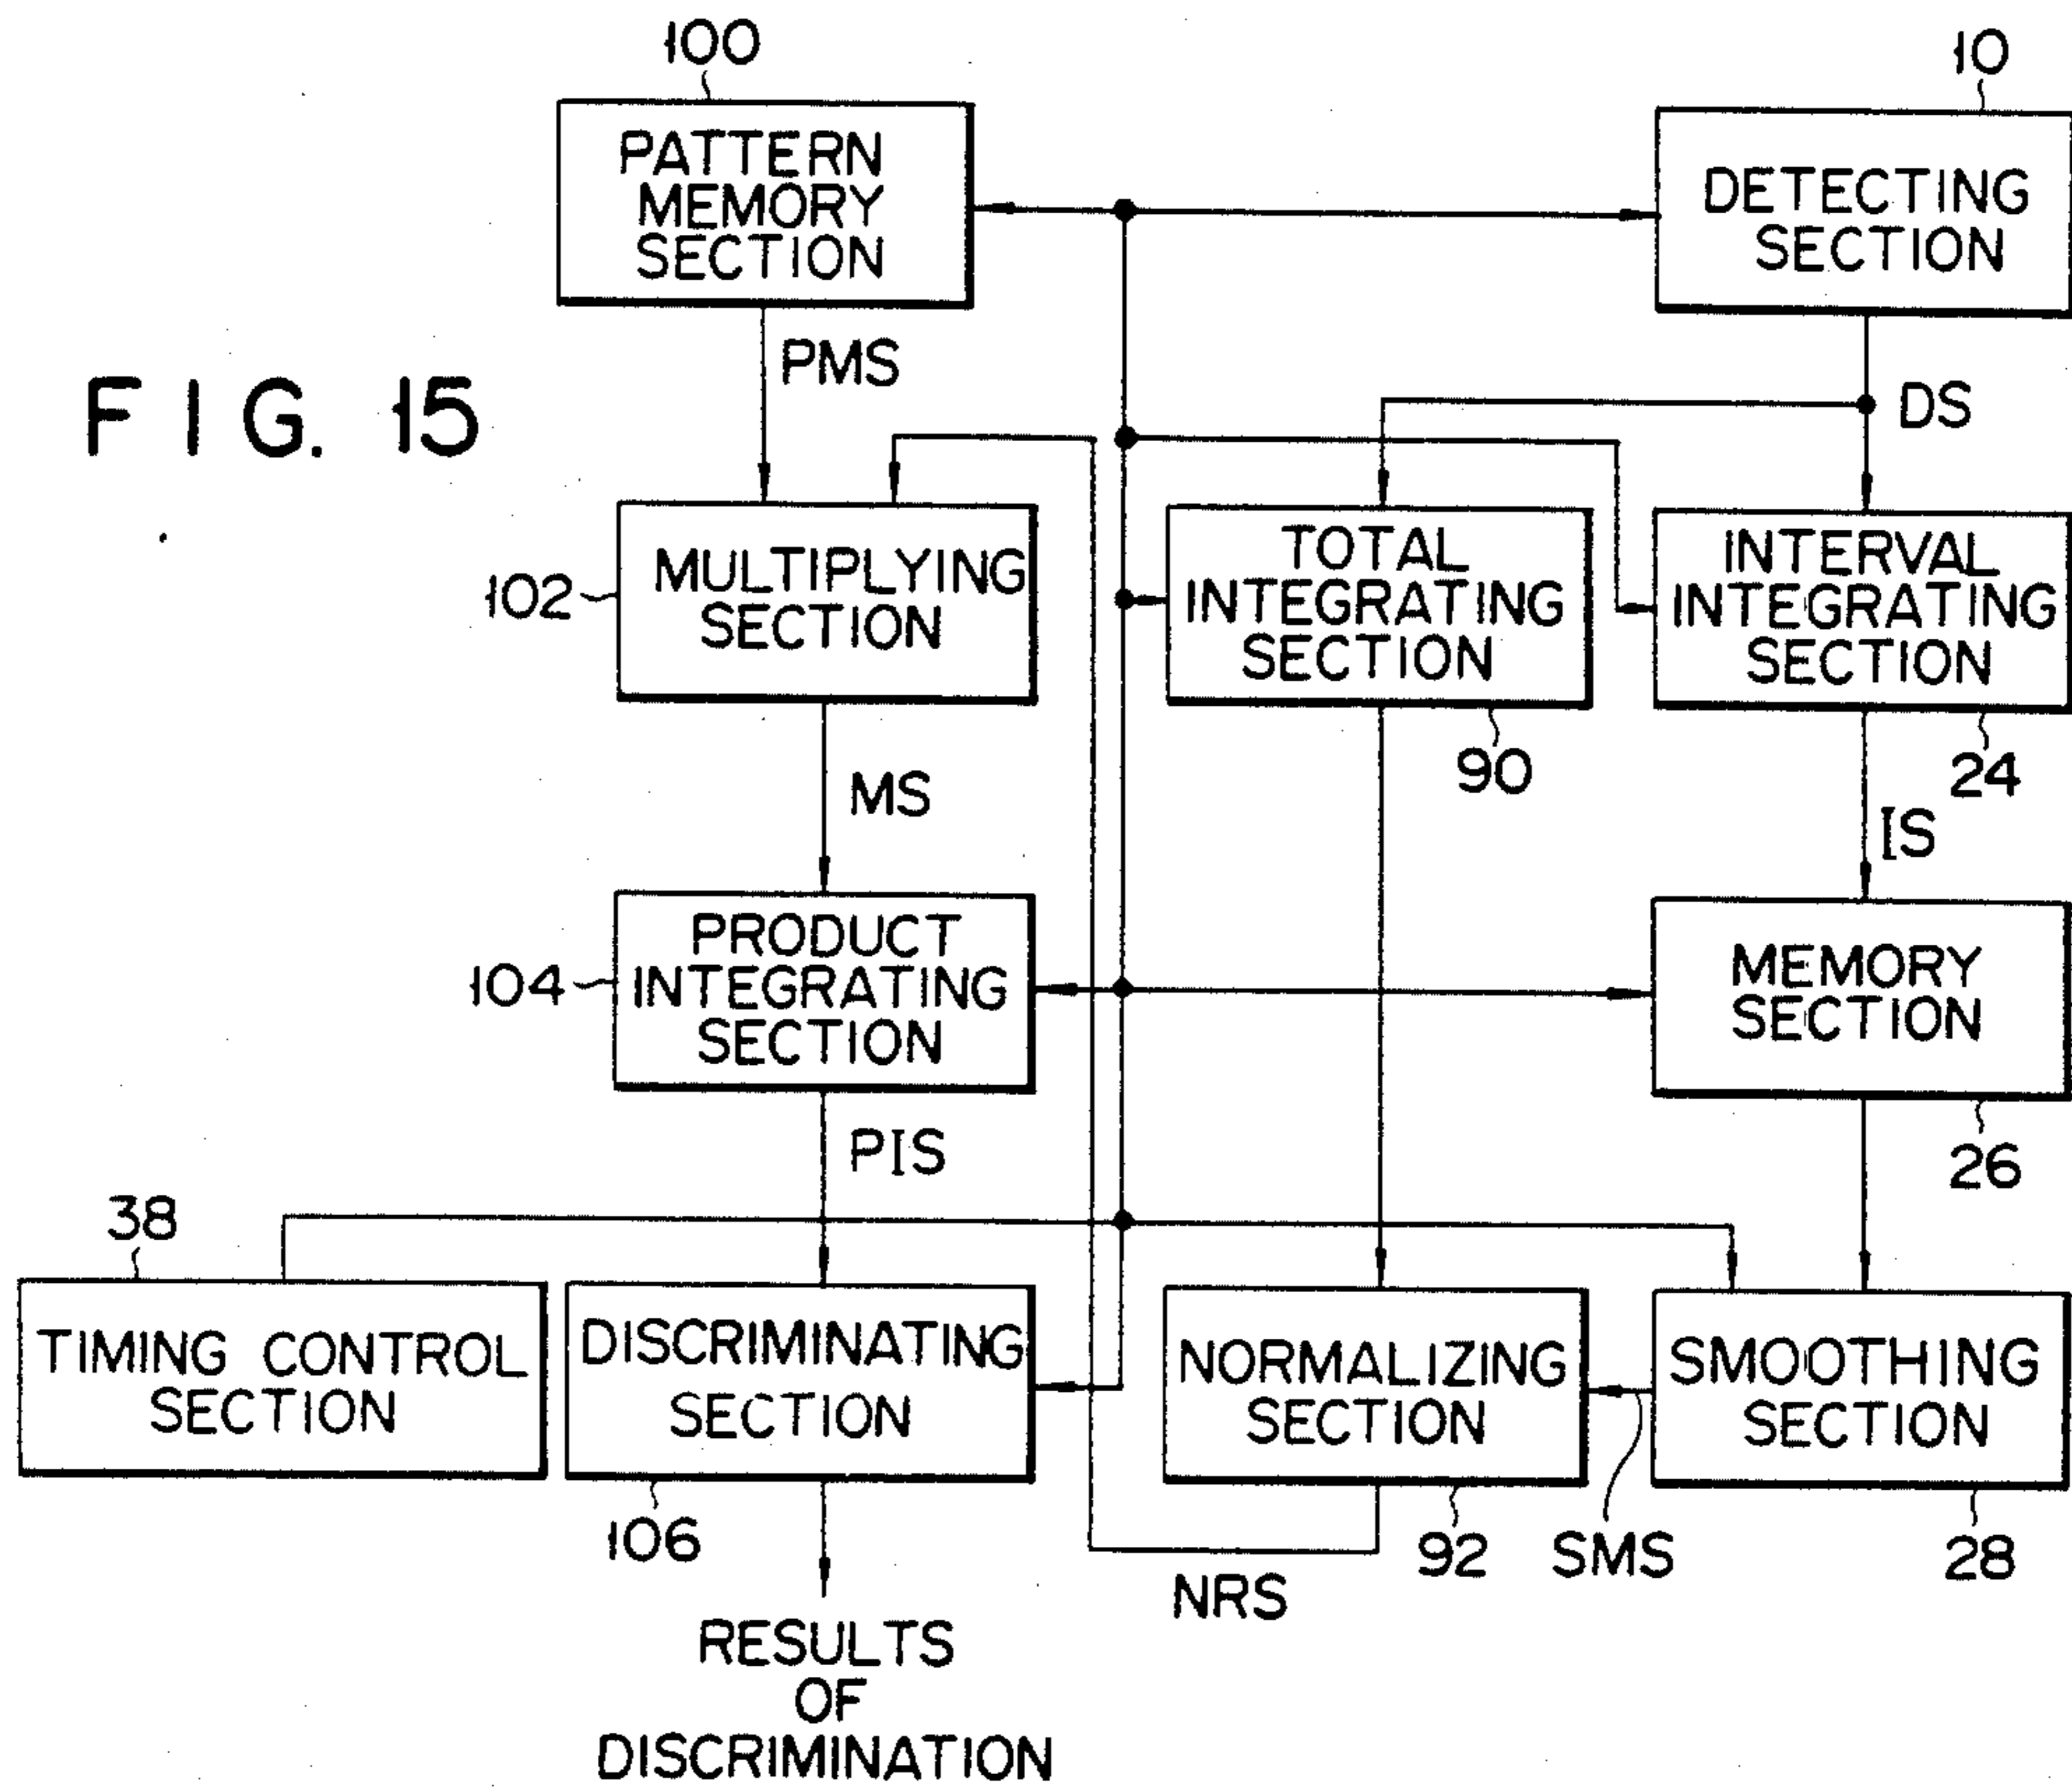 100
10
PATTERN
MEMORY
SECTION
DETECTING
SECTION
PMS
DS
FIG. 15
MULTIPLYING
SECTION
102
TOTAL
INTEGRATING
SECTION
90
INTERVAL
INTEGRATING
SECTION
24
MS
IS
PRODUCT
INTEGRATING
SECTION
104
MEMORY
SECTION
26
PIS
38
TIMING CONTROL
SECTION
DISCRIMINATING
SECTION
106
NORMALIZING
SECTION
92
SMOOTHING
SECTION
28
SMS
NRS
RESULTS
OF
DISCRIMINATION